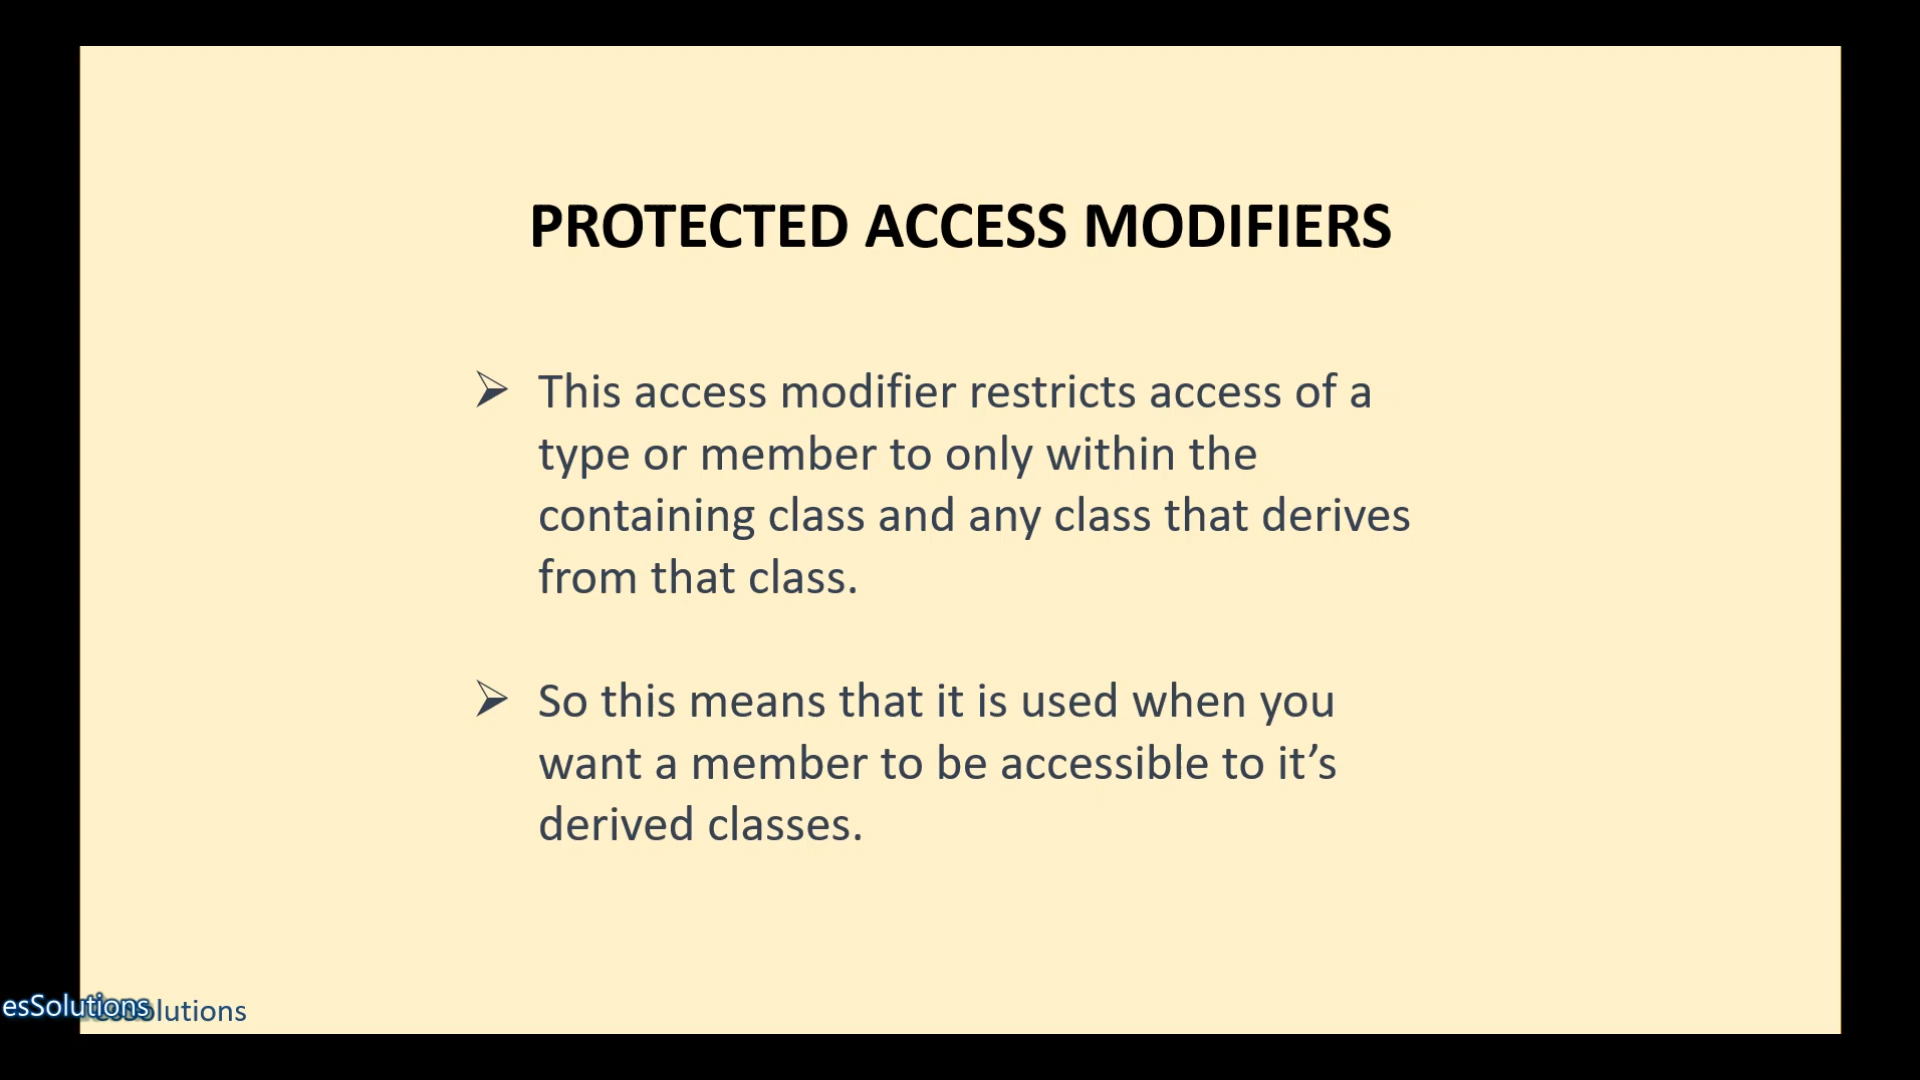 PROTECTED ACCESS MODIFIERS
➢ This access modifier restricts access of a
type or member to only within the
containing class and any class that derives
from that class.
➢ So this means that it is used when you
want a member to be accessible to it’s
derived classes.
esSolutions